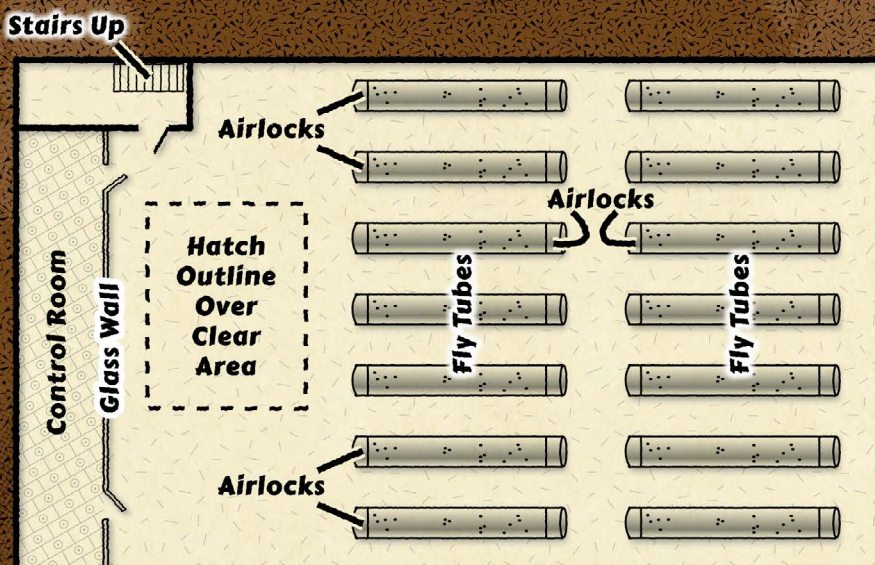 Stairs Up
Airlocks
Airlocks
Hatch
Outline
Over
Clear
Area
Control Room
Glass Wall
Fly Tubes
Fly Tubes
Airlocks